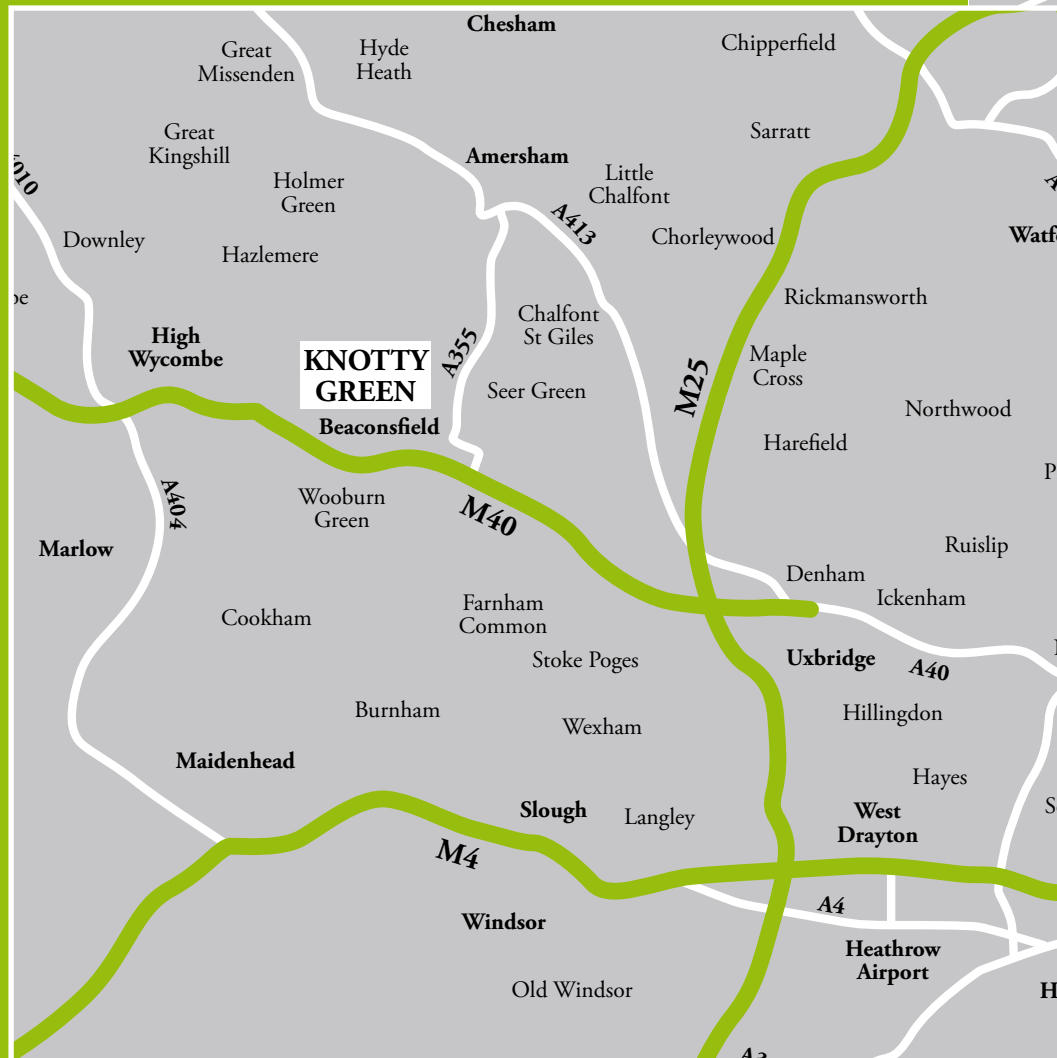 Chesham
Great
Missenden
Hyde
Heath
Chipperfield
Great
Kingshill
Sarratt
Amersham
Little
Chalfont
Holmer
Green
A413
Downley
Hazlemere
Chorleywood
Rickmansworth
Chalfont
St Giles
High
Wycombe
KNOTTY
GREEN
A355
Maple
Cross
M25
Seer Green
Northwood
Beaconsfield
Harefield
Wooburn
Green
A404
M40
Marlow
Ruislip
Denham
Ickenham
Cookham
Farnham
Common
Stoke Poges
Uxbridge
A40
Burnham
Wexham
Hillingdon
Maidenhead
Hayes
Slough
Langley
West
Drayton
M4
A4
Windsor
Heathrow
Airport
Old Windsor